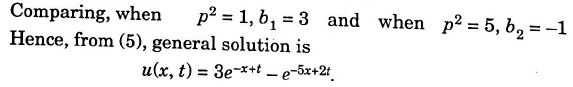 Comparing, when p² = 1, b₁ = 3 and when p² = 5, b₂ = –1
Hence, from (5), general solution is
u(x, t) = 3e^{–x+t} – e^{–5x+2t}.